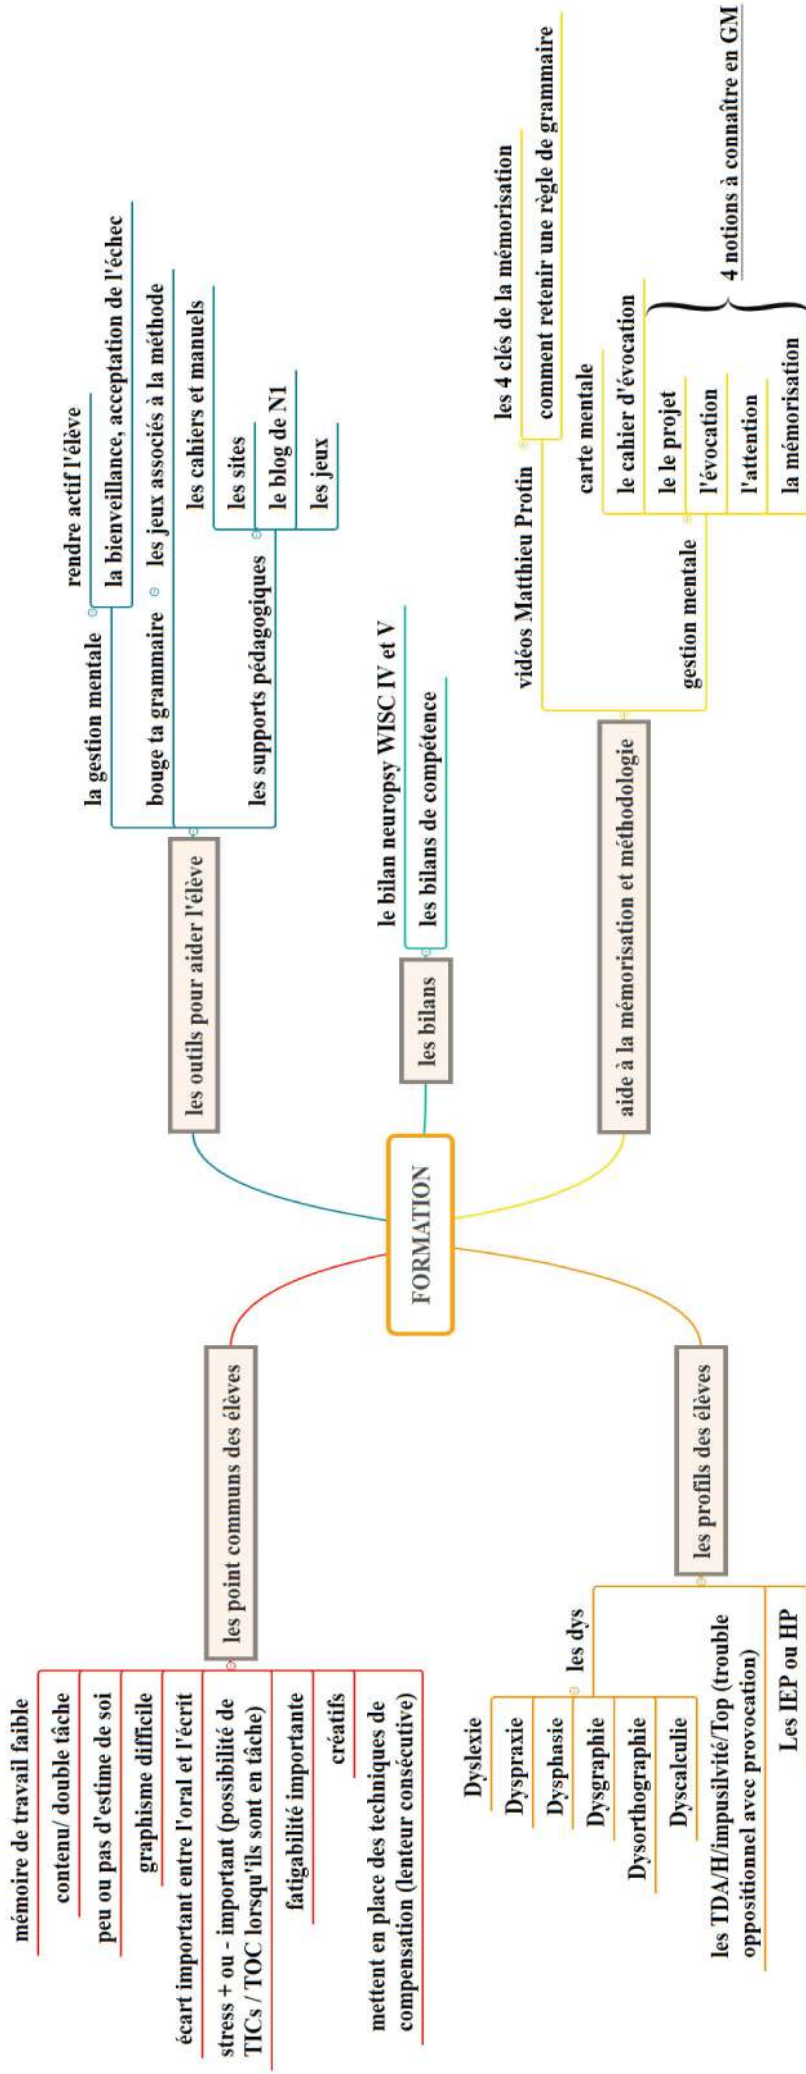 FORMATION
les point communs des élèves
mémoire de travail faible
contenu/ double tâche
peu ou pas d'estime de soi
graphisme difficile
écart important entre l'oral et l'écrit
stress + ou - important (possibilité de
TICs / TOC lorsqu'ils sont en tâche)
fatigabilité importante
créatifs
mettent en place des techniques de
compensation (lenteur consécutive)
les profils des élèves
les dys
Dyslexie
Dyspraxie
Dysphasie
Dysgraphie
Dysorthographie
Dyscalculie
les TDA/H/impusilvité/Top (trouble
oppositionnel avec provocation)
Les IEP ou HP
les outils pour aider l'élève
la gestion mentale
rendre actif l'élève
la bienveillance, acceptation de l'échec
bouge ta grammaire
les jeux associés à la méthode
les supports pédagogiques
les cahiers et manuels
les sites
le blog de N1
les jeux
les bilans
le bilan neuropsy WISC IV et V
les bilans de compétence
aide à la mémorisation et méthodologie
vidéos Matthieu Protin
les 4 clés de la mémorisation
comment retenir une règle de grammaire
gestion mentale
carte mentale
le cahier d'évocation
le le projet
l'évocation
l'attention
la mémorisation
4 notions à connaître en GM